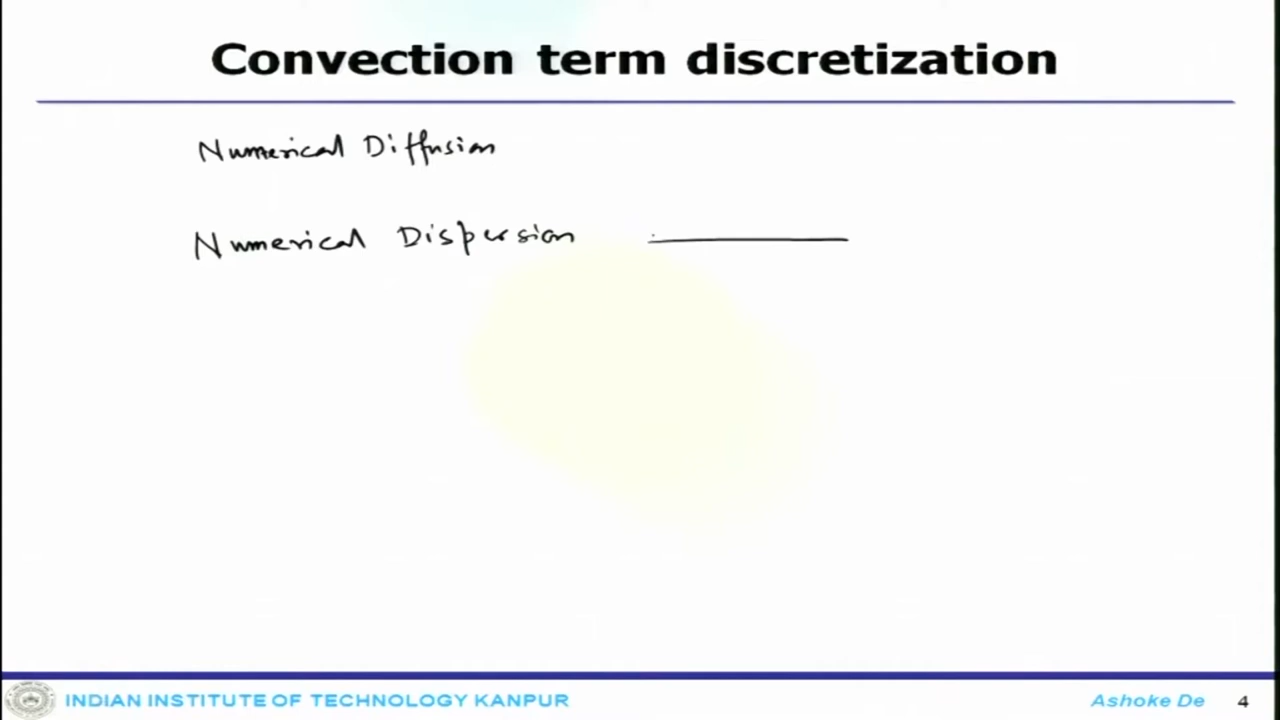 Convection term discretization
Numerical Diffusion
Numerical Dispersion
INDIAN INSTITUTE OF TECHNOLOGY KANPUR
Ashoke De 4